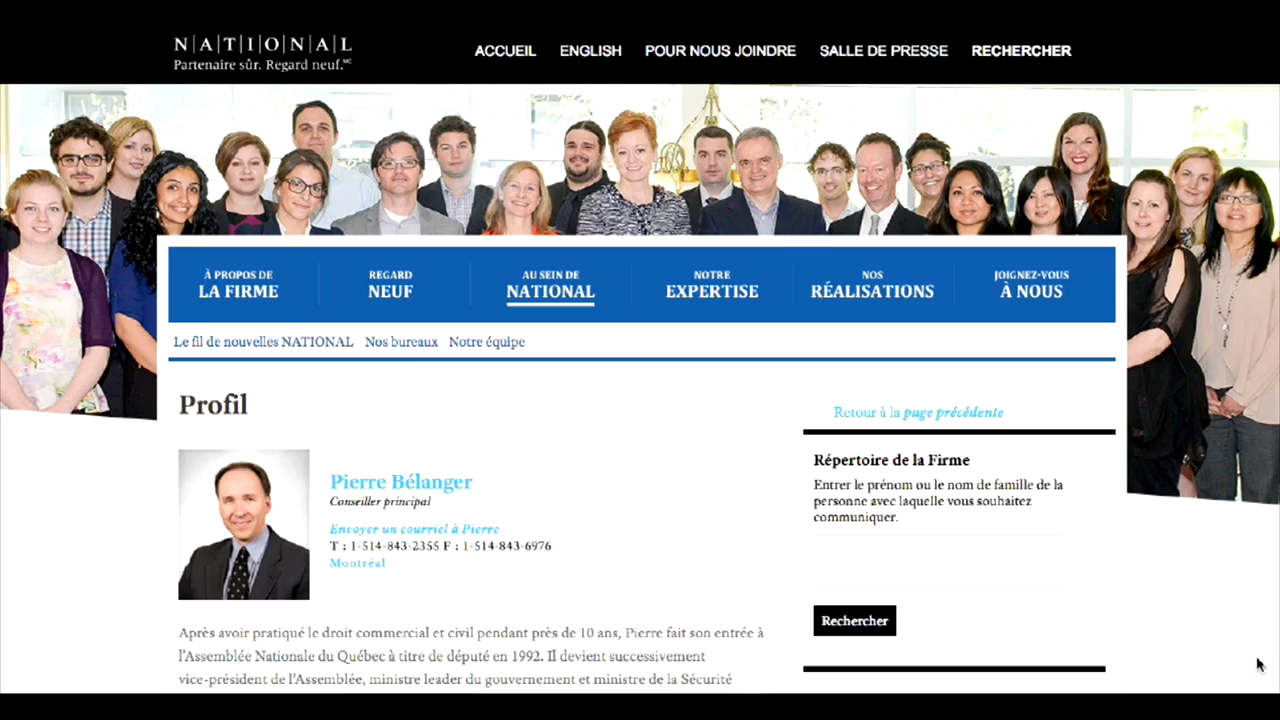 N|A|T|I|O|N|A|L
Partenaire sûr. Regard neuf.MC
ACCUEIL ENGLISH POUR NOUS JOINDRE SALLE DE PRESSE RECHERCHER
À PROPOS DE
LA FIRME
REGARD
NEUF
AU SEIN DE
NATIONAL
NOTRE
EXPERTISE
NOS
RÉALISATIONS
JOIGNEZ-VOUS
À NOUS
Le fil de nouvelles NATIONAL Nos bureaux Notre équipe
Profil
Pierre Bélanger
Conseiller principal
Envoyer un courriel à Pierre
T : 1-514-843-2355 F : 1-514-843-6976
Montréal
Après avoir pratiqué le droit commercial et civil pendant près de 10 ans, Pierre fait son entrée à
l'Assemblée Nationale du Québec à titre de député en 1992. Il devient successivement
vice-président de l'Assemblée, ministre leader du gouvernement et ministre de la Sécurité
Retour à la page précédente
Répertoire de la Firme
Entrer le prénom ou le nom de famille de la
personne avec laquelle vous souhaitez
communiquer.
Rechercher